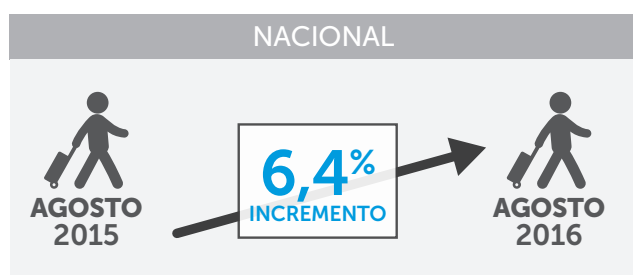 NACIONAL
6,4%
INCREMENTO
AGOSTO
2015
AGOSTO
2016